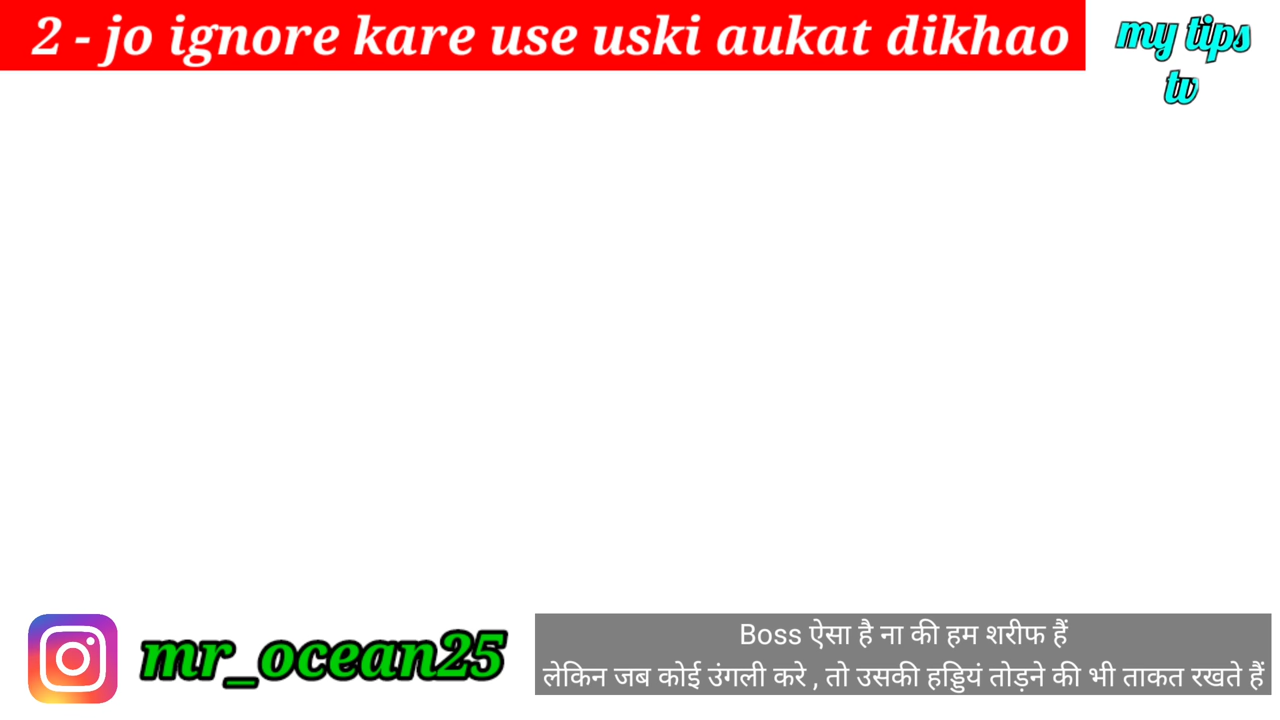 2 - jo ignore kare use uski aukat dikhao
my tips
tv
mr_ocean25
Boss ऐसा है ना की हम शरीफ हैं
लेकिन जब कोई उंगली करे , तो उसकी हड्डियं तोड़ने की भी ताकत रखते हैं